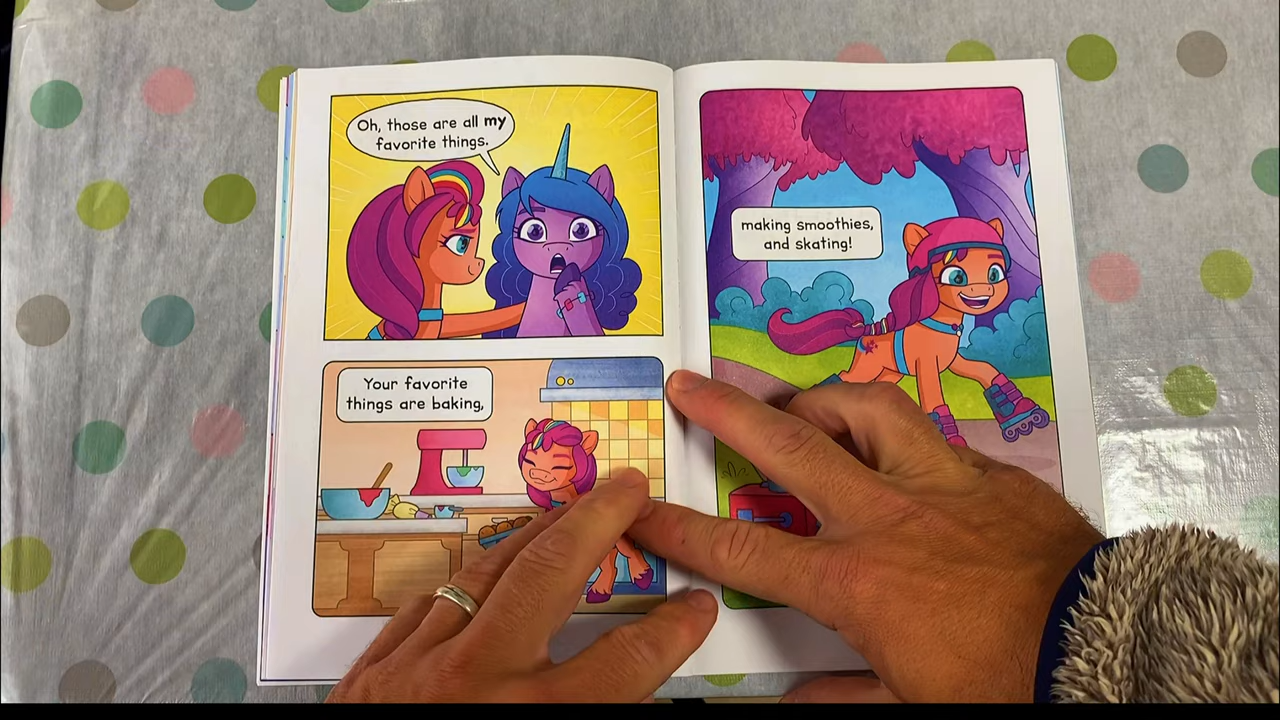 Oh, those are all my
favorite things.
Your favorite
things are baking,
making smoothies,
and skating!